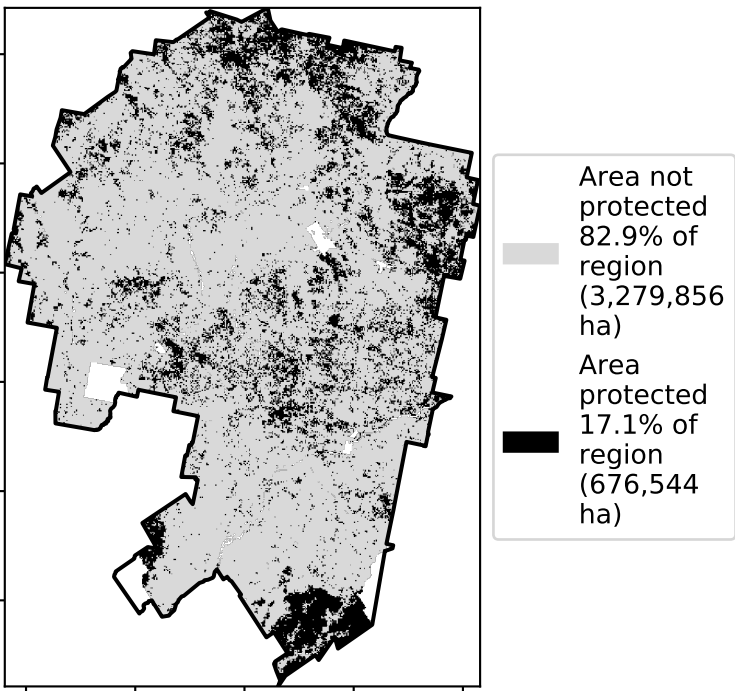 Area not
protected
82.9% of
region
(3,279,856
ha)
Area
protected
17.1% of
region
(676,544
ha)